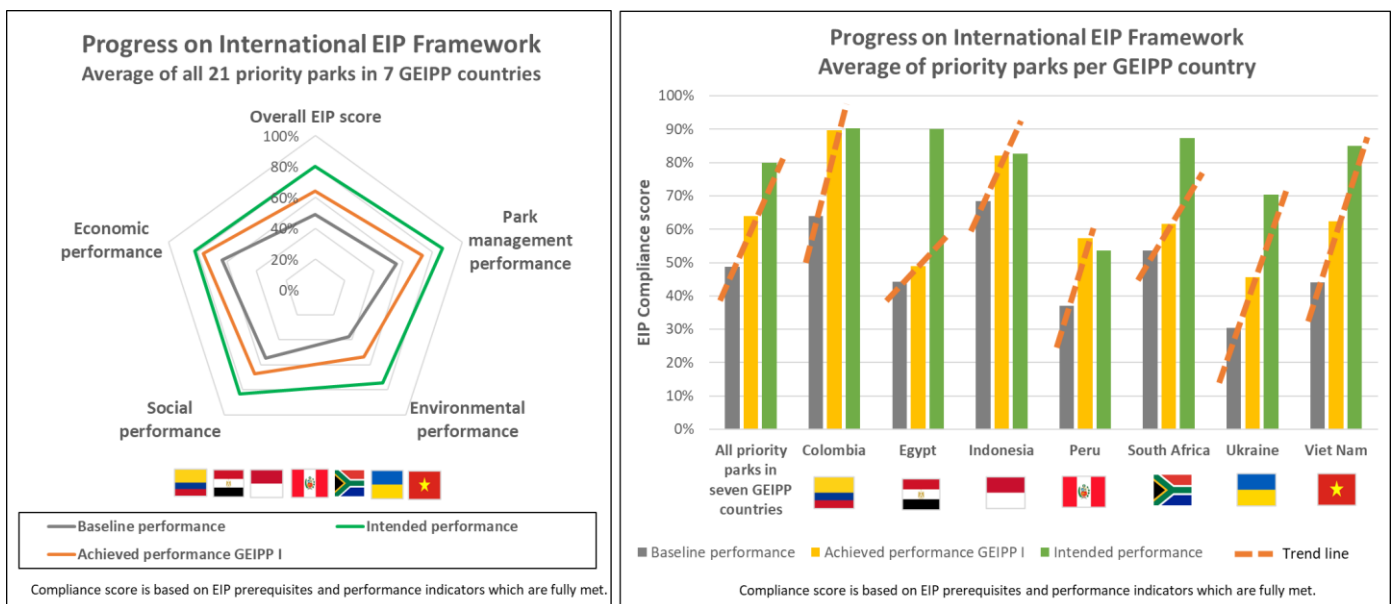 Progress on International EIP Framework
Average of all 21 priority parks in 7 GEIPP countries
Overall EIP score
100%
80%
60%
40%
20%
0%
Economic
performance
Park
management
performance
Social
performance
Environmental
performance
Baseline performance
Intended performance
Achieved performance GEIPP I
Compliance score is based on EIP prerequisites and performance indicators which are fully met.
Progress on International EIP Framework
Average of priority parks per GEIPP country
EIP Compliance score
100%
90%
80%
70%
60%
50%
40%
30%
20%
10%
0%
All priority
parks in
seven GEIPP
countries
Colombia
Egypt
Indonesia
Peru
South Africa
Ukraine
Viet Nam
Baseline performance
Achieved performance GEIPP I
Intended performance
Trend line
Compliance score is based on EIP prerequisites and performance indicators which are fully met.